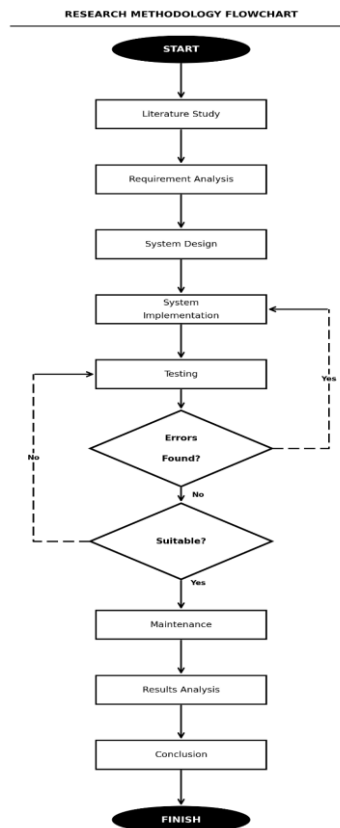 RESEARCH METHODOLOGY FLOWCHART
START
Literature Study
Requirement Analysis
System Design
System
Implementation
Testing
Yes
Errors
Found?
No
No
Suitable?
Yes
Maintenance
Results Analysis
Conclusion
FINISH